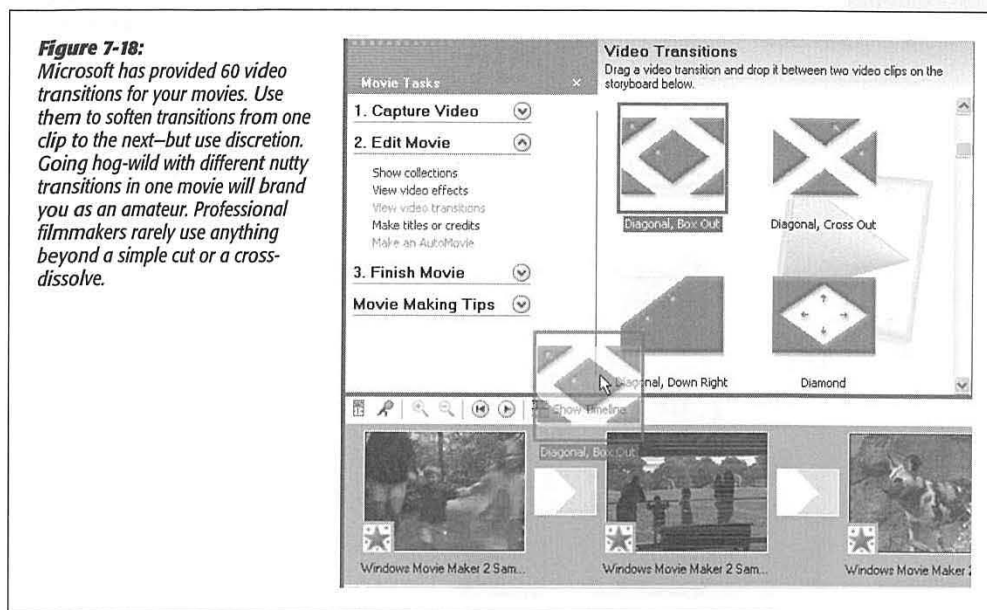 Figure 7-18:
Microsoft has provided 60 video
transitions for your movies. Use
them to soften transitions from one
clip to the next—but use discretion.
Going hog-wild with different nutty
transitions in one movie will brand
you as an amateur. Professional
filmmakers rarely use anything
beyond a simple cut or a cross-
dissolve.
Movie Tasks
1. Capture Video
2. Edit Movie
Show collections
View video effects
View video transitions
Make titles or credits
Make an AutoMovie
3. Finish Movie
Movie Making Tips
Video Transitions
Drag a video transition and drop it between two video clips on the
storyboard below.
Diagonal, Box Out
Diagonal, Cross Out
Diagonal, Down Right
Diamond
Show Timeline
Diagonal, Box Out
Windows Movie Maker 2 Sam...
Windows Movie Maker 2 Sam...
Windows Movie Maker 2